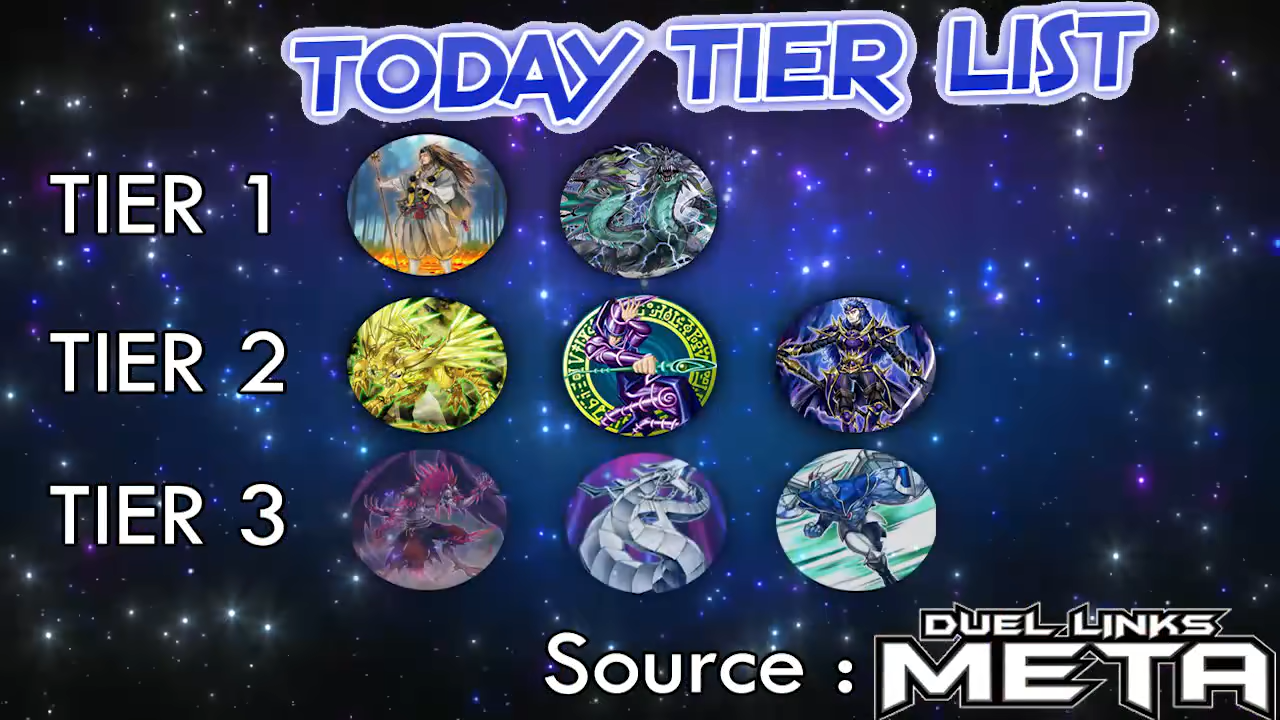 TODAY TIER LIST
TIER 1
TIER 2
TIER 3
Source : DUEL LINKS
META